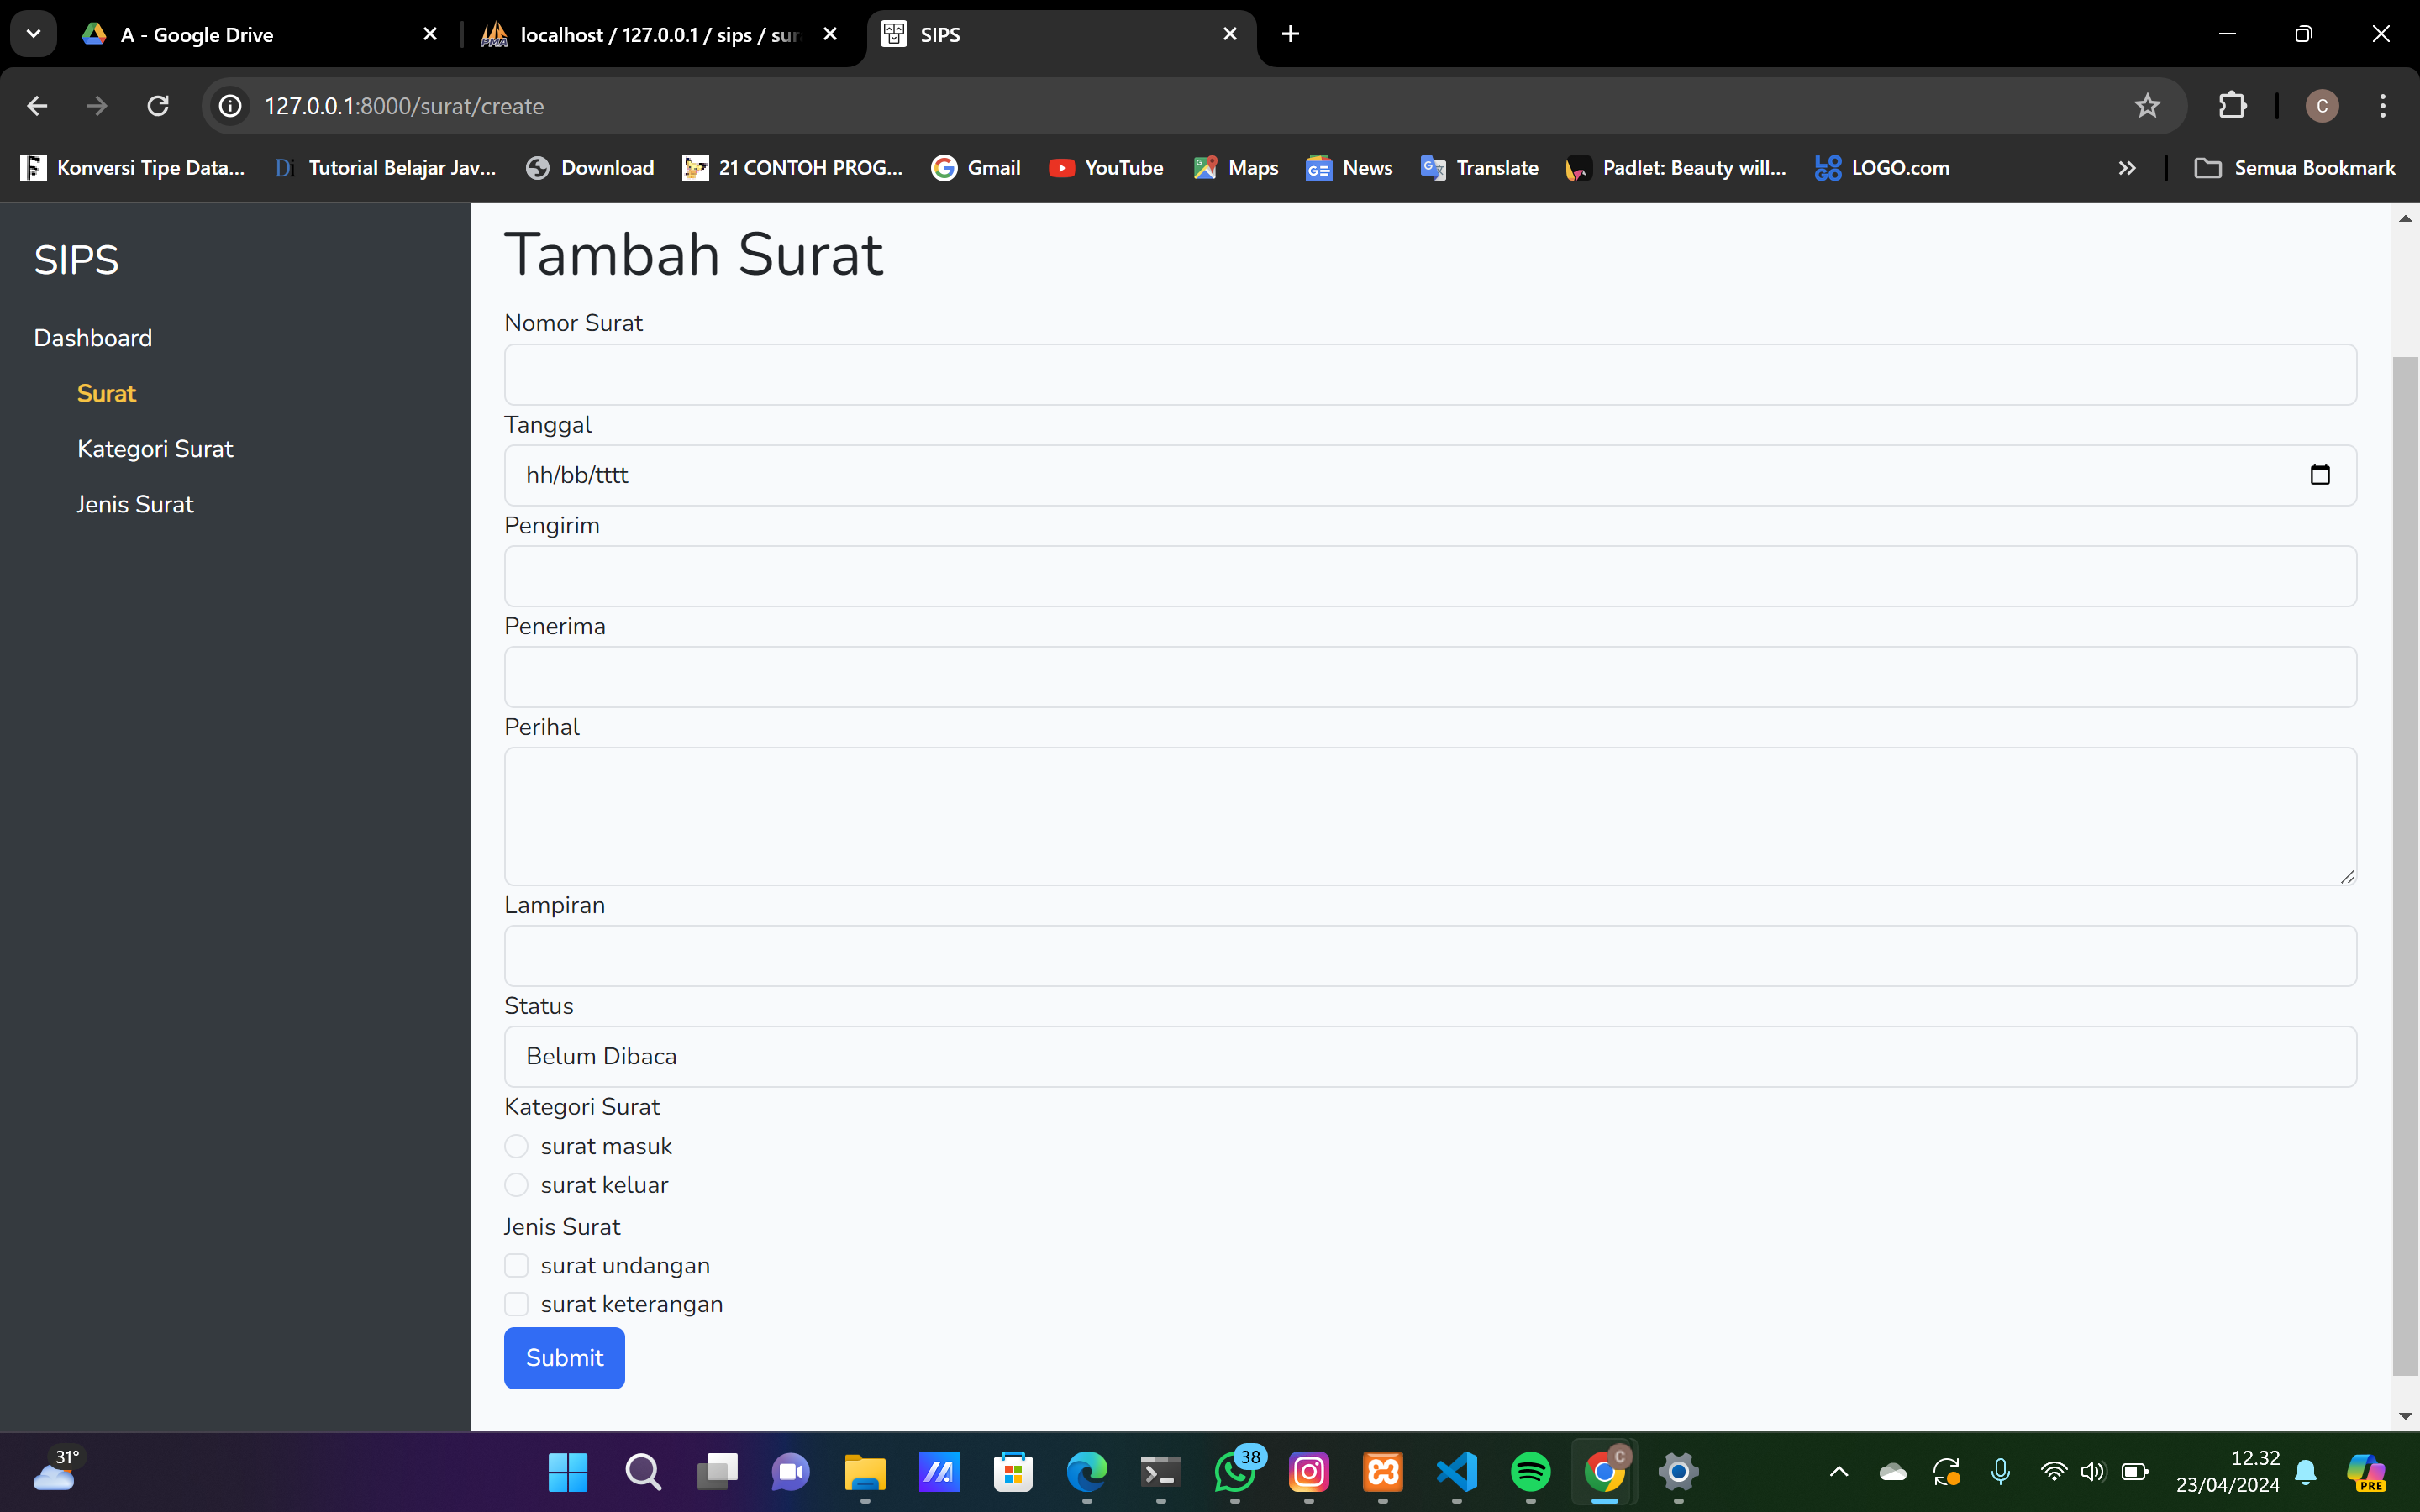 A - Google Drive
localhost / 127.0.0.1 / sips / sur
SIPS
127.0.0.1:8000/surat/create
C
Konversi Tipe Data...
Di Tutorial Belajar Jav...
Download
21 CONTOH PROG...
Gmail
YouTube
Maps
News
Translate
Padlet: Beauty will...
LOGO.com
Semua Bookmark
SIPS
Dashboard
Surat
Kategori Surat
Jenis Surat
Tambah Surat
Nomor Surat
Tanggal
hh/bb/tttt
Pengirim
Penerima
Perihal
Lampiran
Status
Belum Dibaca
Kategori Surat
surat masuk
surat keluar
Jenis Surat
surat undangan
surat keterangan
Submit
31°
38
C
12.32
23/04/2024
PRE